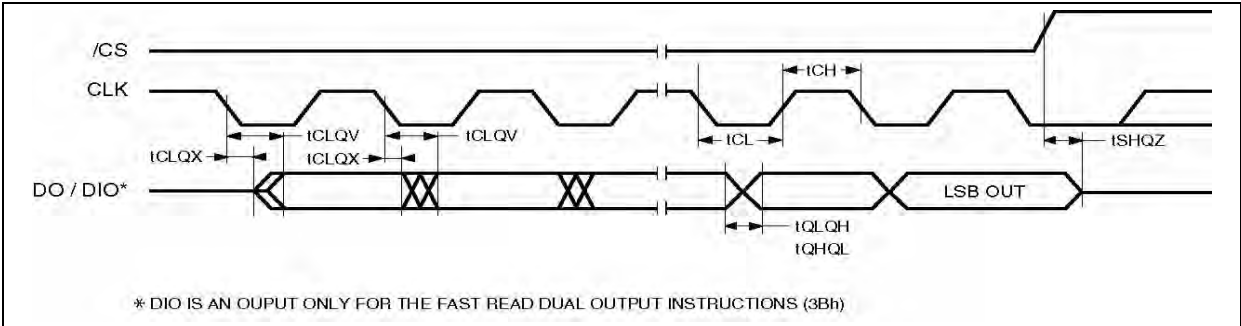 /CS
CLK
tCH
tCLQV
tCLQV
tCL
tSHQZ
tCLQX
tCLQX
DO / DIO*
LSB OUT
tQLQH
tQHQL
* DIO IS AN OUPUT ONLY FOR THE FAST READ DUAL OUTPUT INSTRUCTIONS (3Bh)